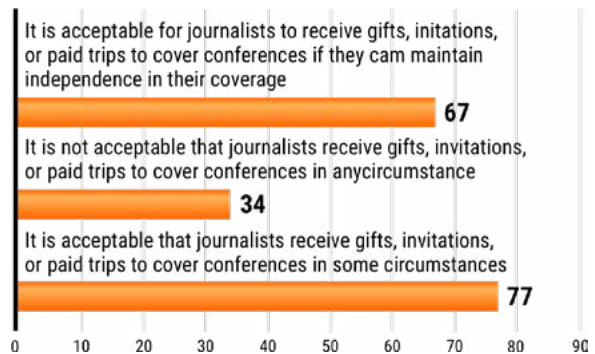 It is acceptable for journalists to receive gifts, initations,
or paid trips to cover conferences if they cam maintain
independence in their coverage
67
It is not acceptable that journalists receive gifts, invitations,
or paid trips to cover conferences in anycircumstance
34
It is acceptable that journalists receive gifts, invitations,
or paid trips to cover conferences in some circumstances
77
0 10 20 30 40 50 60 70 80 90